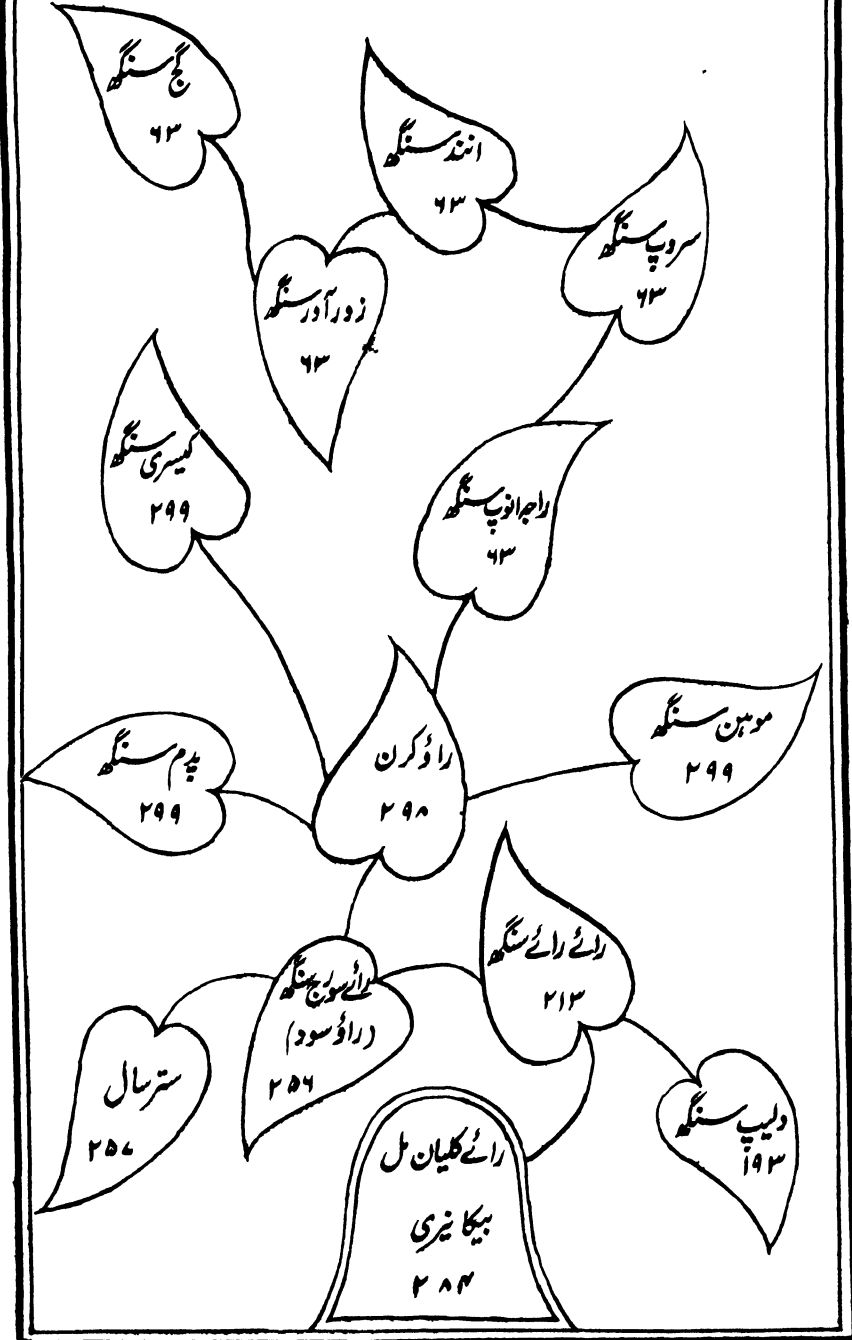 گج سنگھ
۶۳
انند سنگھ
۶۳
سروپ سنگھ
۶۳
زورآور سنگھ
۶۳
کیسری سنگھ
۲۹۹
راجہ انوپ سنگھ
۶۳
راؤ کرن
۲۹۸
موہن سنگھ
۲۹۹
پدم سنگھ
۲۹۹
رائے رائے سنگھ
۲۱۳
رائے سورج سنگھ
(راؤ سود)
۲۵۶
ستر سال
۲۵۷
دلیپ سنگھ
۱۹۳
رائے کلیان مل
بیکانیری
۲۸۴